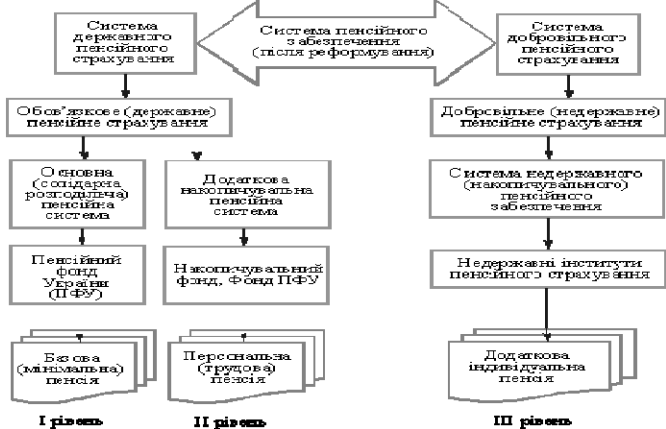 Система
державного
пенсійного
страхування
Система пенсійного
забезпечення
(після реформування)
Система
добровільного
пенсійного
страхування
Обов’язкове (державне)
пенсійне страхування
Добровільне (недержавне)
пенсійне страхування
Основна
(солідарна
розподільча)
пенсійна
система
Додаткова
накопичувальна
пенсійна
система
Система недержавного
(накопичувального)
пенсійного
забезпечення
Пенсійний
фонд
України
(ПФУ)
Накопичувальний
фонд, Фонд ПФУ
Недержавні інститути
пенсійного страхування
Базова
(мінімальна)
пенсія
Персональна
(трудова)
пенсія
Додаткова
індивідуальна
пенсія
I рівень
II рівень
III рівень